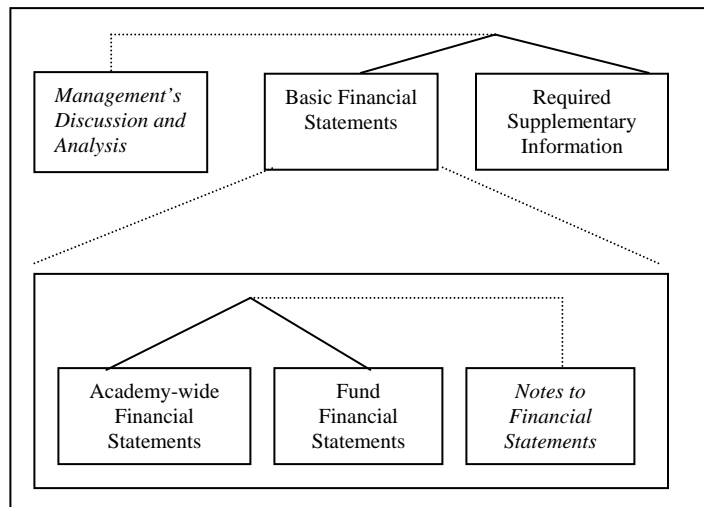 Management's
Discussion and
Analysis
Basic Financial
Statements
Required
Supplementary
Information
Academy-wide
Financial
Statements
Fund
Financial
Statements
Notes to
Financial
Statements